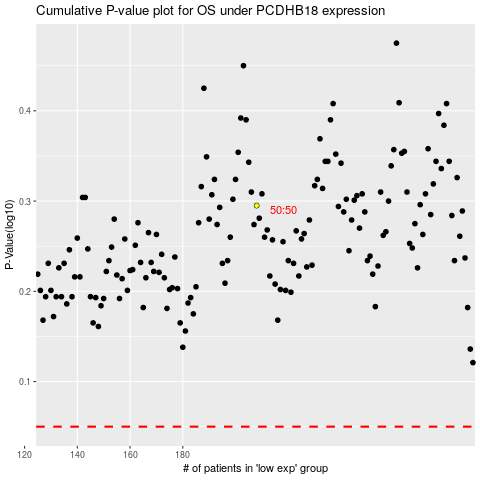 Cumulative P-value plot for OS under PCDHB18 expression
P-Value(log10)
0.4
0.3
0.2
0.1
50:50
120 140 160 180
# of patients in 'low exp' group